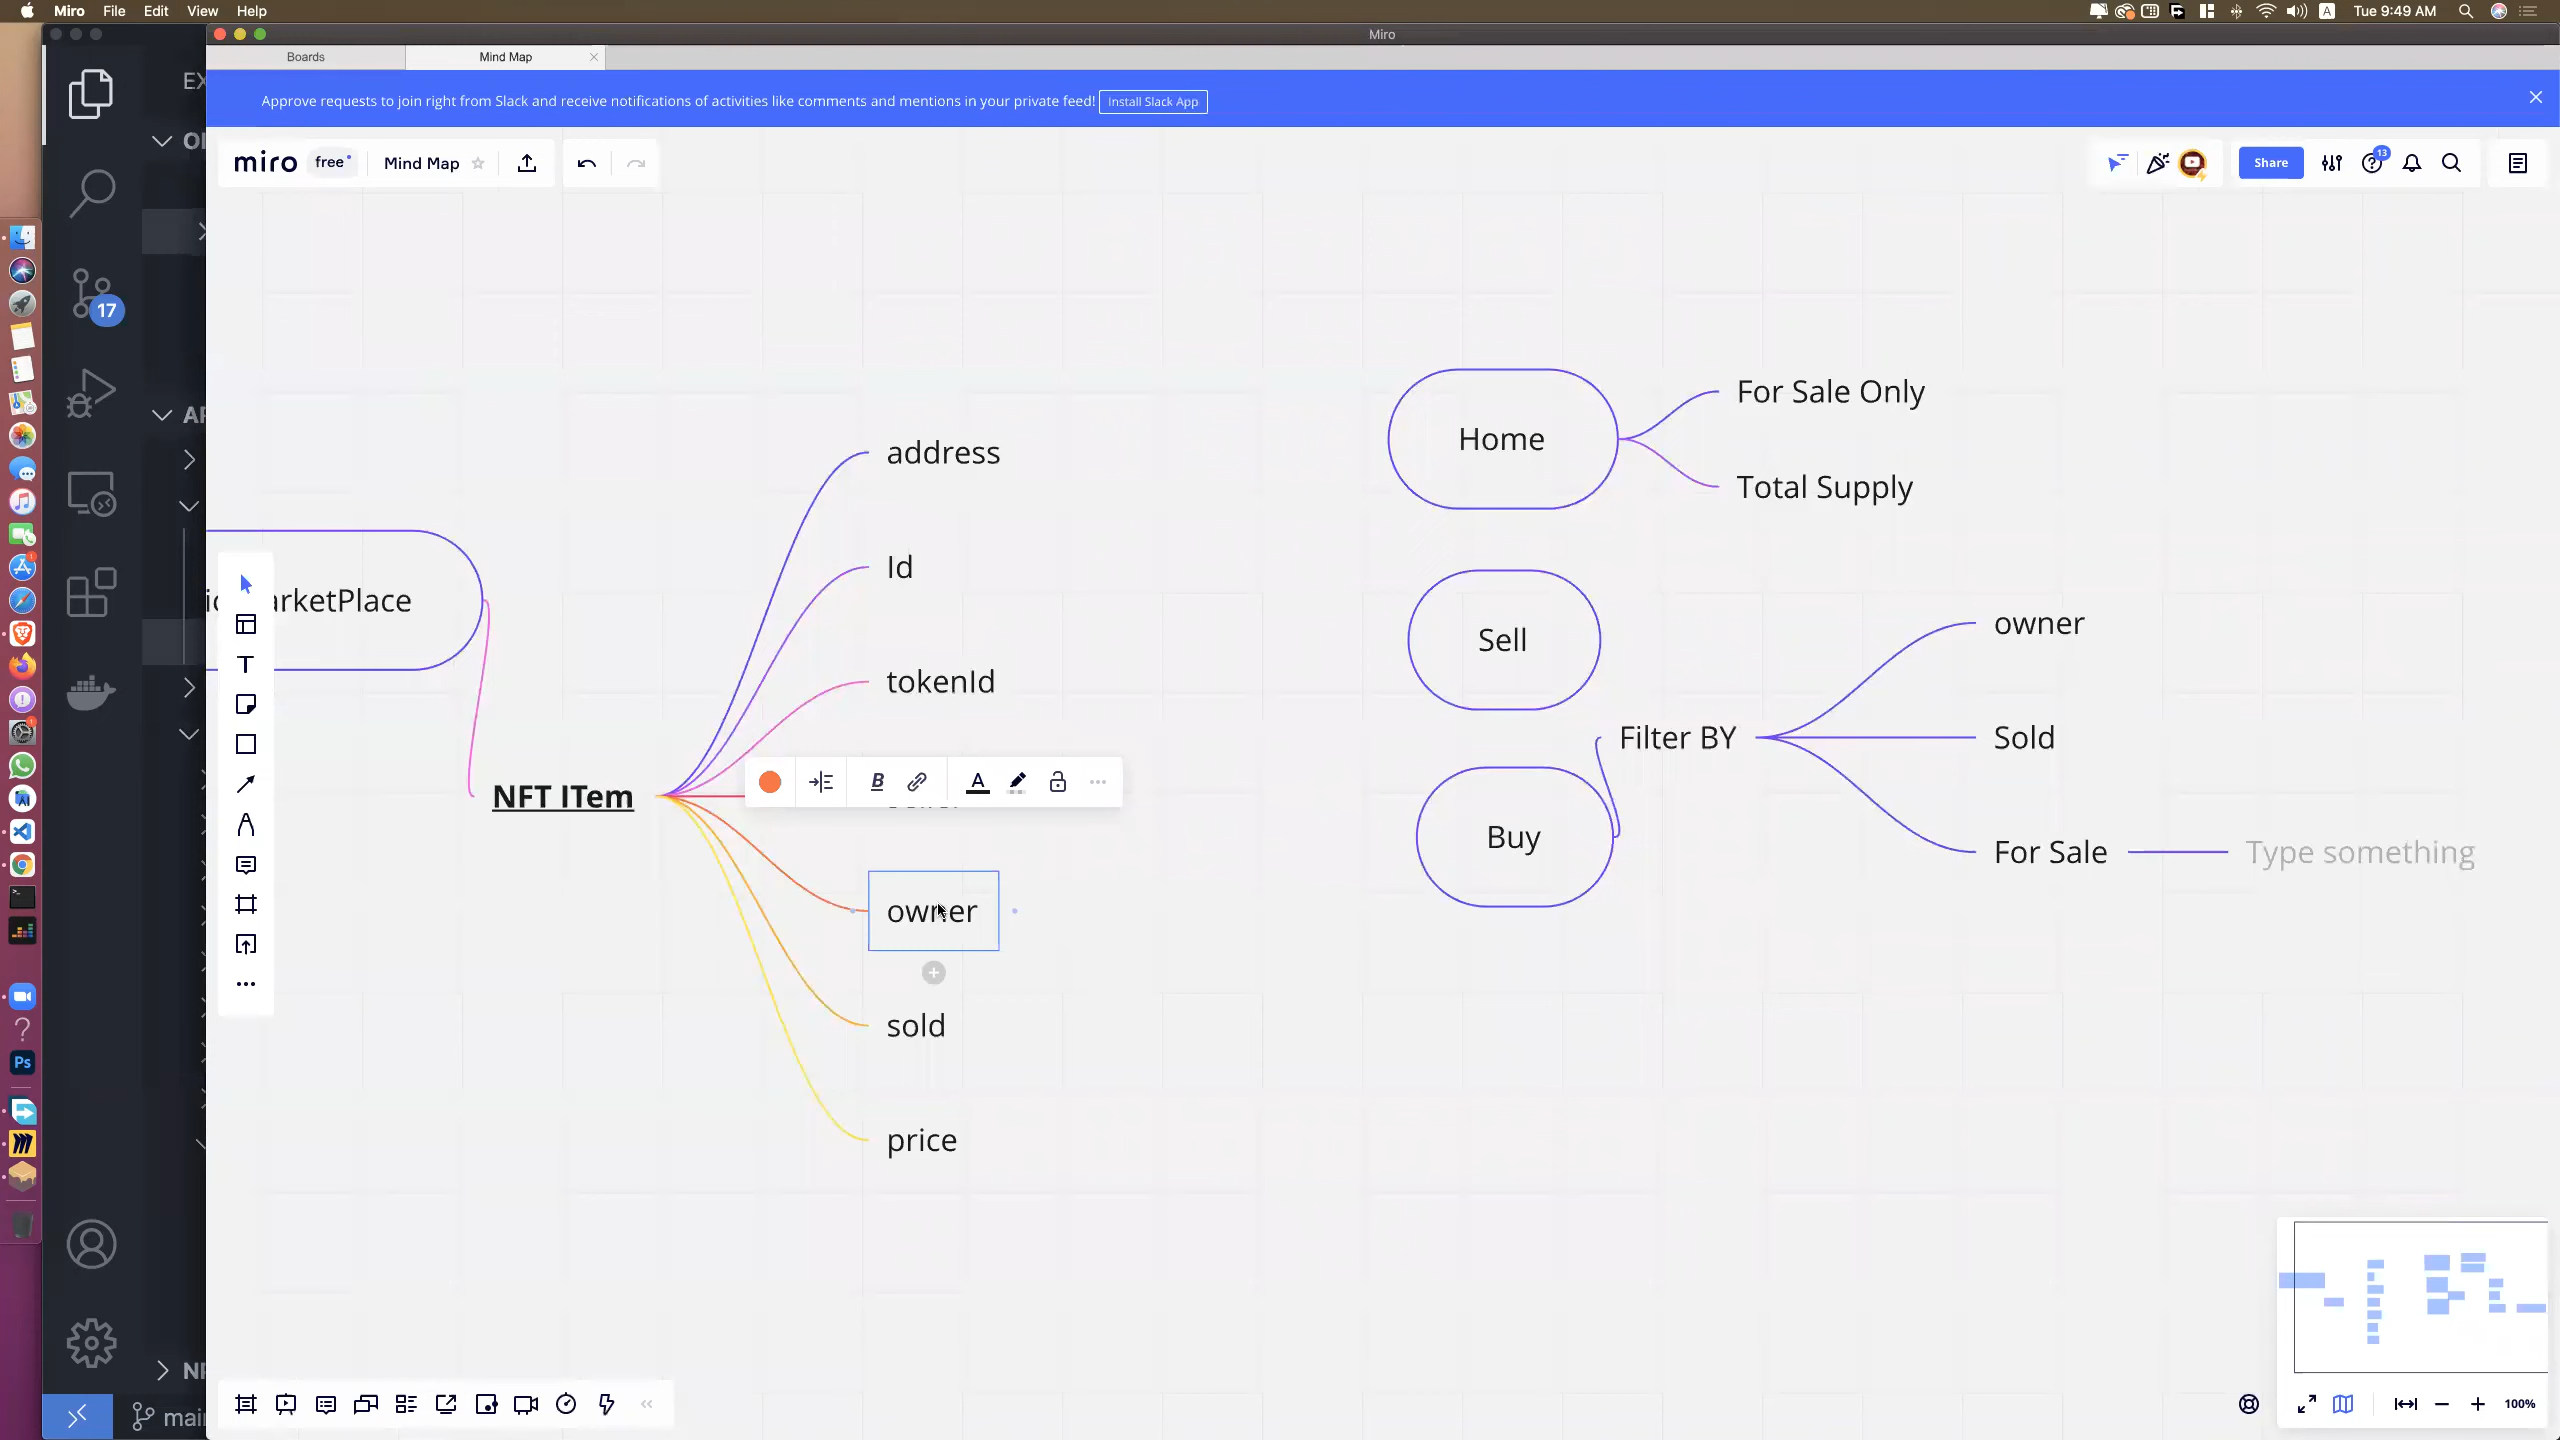 Miro File Edit View Help
Tue 9:49 AM
Miro
Boards
Mind Map
Approve requests to join right from Slack and receive notifications of activities like comments and mentions in your private feed!
Install Slack App
miro
free
Mind Map
13
Share
17
For Sale Only
Home
Total Supply
address
Id
arketPlace
tokenId
NFT ITem
owner
sold
price
Sell
owner
Filter BY
Sold
Buy
For Sale
Type something
B
A
T
Ps
main
100%